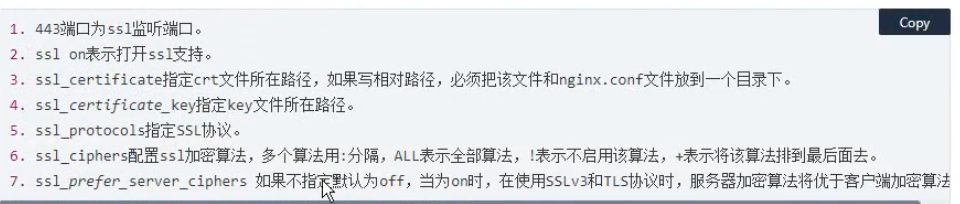 Copy
1. 443端口为ssl监听端口。
2. ssl on表示打开ssl支持。
3. ssl_certificate指定crt文件所在路径，如果写相对路径，必须把该文件和nginx.conf文件放到一个目录下。
4. ssl_certificate_key指定key文件所在路径。
5. ssl_protocols指定SSL协议。
6. ssl_ciphers配置ssl加密算法，多个算法用:分隔，ALL表示全部算法，!表示不启用该算法，+表示将该算法排到最后面去。
7. ssl_prefer_server_ciphers 如果不指定默认为off，当为on时，在使用SSLv3和TLS协议时，服务器加密算法将优于客户端加密算法